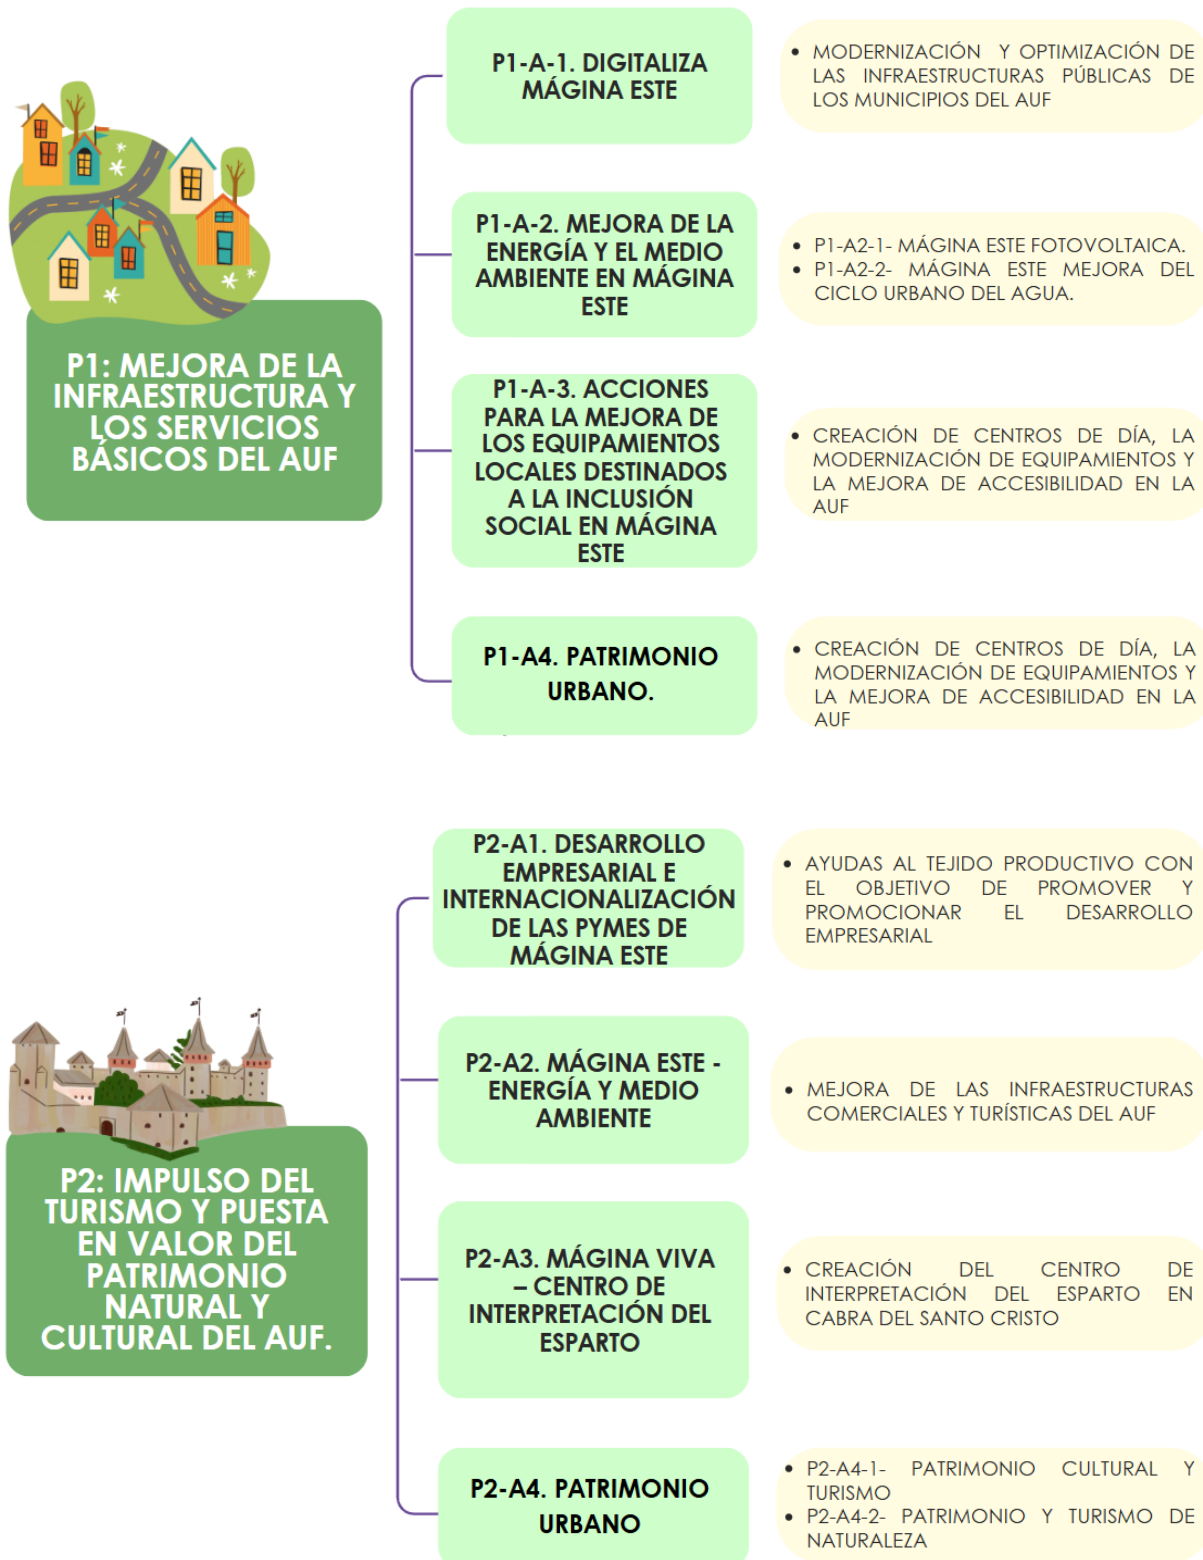 P1: MEJORA DE LA
INFRAESTRUCTURA Y
LOS SERVICIOS
BÁSICOS DEL AUF
P1-A-1. DIGITALIZA
MÁGINA ESTE
• MODERNIZACIÓN Y OPTIMIZACIÓN DE
LAS INFRAESTRUCTURAS PÚBLICAS DE
LOS MUNICIPIOS DEL AUF
P1-A-2. MEJORA DE LA
ENERGÍA Y EL MEDIO
AMBIENTE EN MÁGINA
ESTE
• P1-A2-1- MÁGINA ESTE FOTOVOLTAICA.
• P1-A2-2- MÁGINA ESTE MEJORA DEL
CICLO URBANO DEL AGUA.
P1-A-3. ACCIONES
PARA LA MEJORA DE
LOS EQUIPAMIENTOS
LOCALES DESTINADOS
A LA INCLUSIÓN
SOCIAL EN MÁGINA
ESTE
• CREACIÓN DE CENTROS DE DÍA, LA
MODERNIZACIÓN DE EQUIPAMIENTOS Y
LA MEJORA DE ACCESIBILIDAD EN LA
AUF
P1-A4. PATRIMONIO
URBANO.
• CREACIÓN DE CENTROS DE DÍA, LA
MODERNIZACIÓN DE EQUIPAMIENTOS Y
LA MEJORA DE ACCESIBILIDAD EN LA
AUF
P2: IMPULSO DEL
TURISMO Y PUESTA
EN VALOR DEL
PATRIMONIO
NATURAL Y
CULTURAL DEL AUF.
P2-A1. DESARROLLO
EMPRESARIAL E
INTERNACIONALIZACIÓN
DE LAS PYMES DE
MÁGINA ESTE
• AYUDAS AL TEJIDO PRODUCTIVO CON
EL OBJETIVO DE PROMOVER Y
PROMOCIONAR EL DESARROLLO
EMPRESARIAL
P2-A2. MÁGINA ESTE -
ENERGÍA Y MEDIO
AMBIENTE
• MEJORA DE LAS INFRAESTRUCTURAS
COMERCIALES Y TURÍSTICAS DEL AUF
P2-A3. MÁGINA VIVA
– CENTRO DE
INTERPRETACIÓN DEL
ESPARTO
• CREACIÓN DEL CENTRO DE
INTERPRETACIÓN DEL ESPARTO EN
CABRA DEL SANTO CRISTO
P2-A4. PATRIMONIO
URBANO
• P2-A4-1- PATRIMONIO CULTURAL Y
TURISMO
• P2-A4-2- PATRIMONIO Y TURISMO DE
NATURALEZA